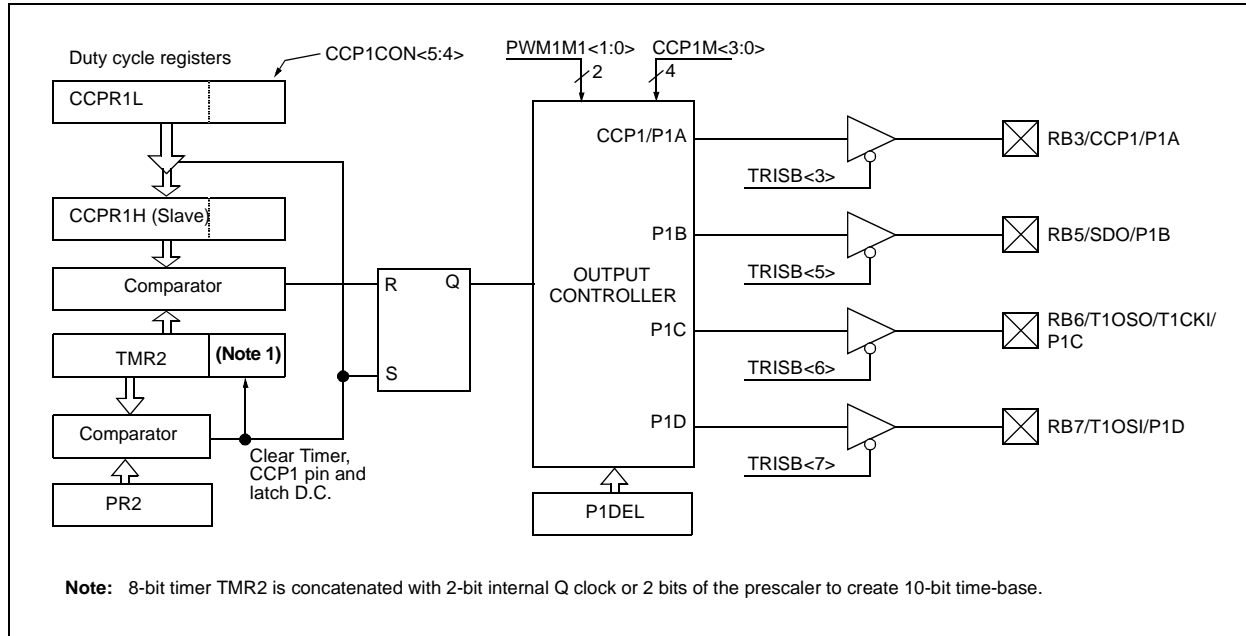 Duty cycle registers
CCP1CON<5:4>
CCPR1L
CCPR1H (Slave)
Comparator
TMR2
(Note 1)
Comparator
PR2
Clear Timer,
CCP1 pin and
latch D.C.
R
Q
S
PWM1M1<1:0>
2
CCP1M<3:0>
4
CCP1/P1A
P1B
OUTPUT
CONTROLLER
P1C
P1D
P1DEL
TRISB<3>
RB3/CCP1/P1A
TRISB<5>
RB5/SDO/P1B
TRISB<6>
RB6/T1OSO/T1CKI/
P1C
TRISB<7>
RB7/T1OSI/P1D
Note: 8-bit timer TMR2 is concatenated with 2-bit internal Q clock or 2 bits of the prescaler to create 10-bit time-base.